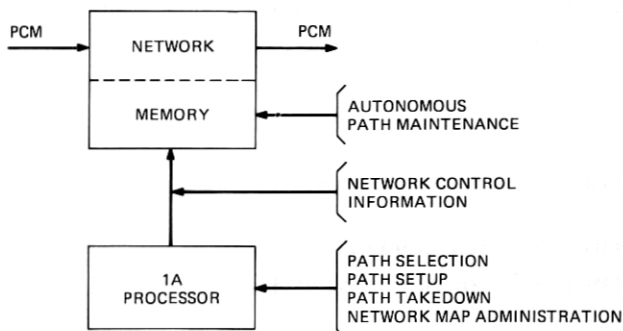 PCM
NETWORK
PCM
MEMORY
AUTONOMOUS
PATH MAINTENANCE
NETWORK CONTROL
INFORMATION
1A
PROCESSOR
PATH SELECTION
PATH SETUP
PATH TAKEDOWN
NETWORK MAP ADMINISTRATION